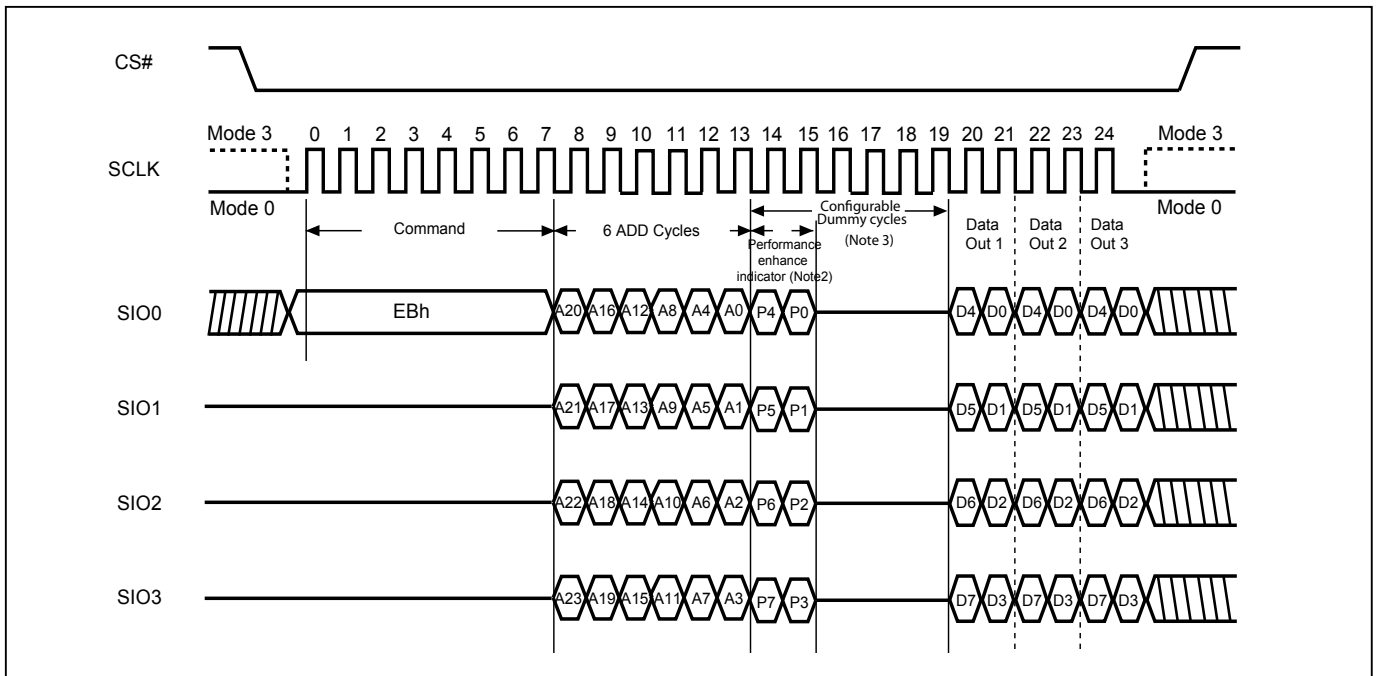 CS#
Mode 3 0 1 2 3 4 5 6 7 8 9 10 11 12 13 14 15 16 17 18 19 20 21 22 23 24 Mode 3
SCLK
Mode 0 Mode 0
Command
6 ADD Cycles
Configurable
Dummy cycles
(Note 3)
Performance
enhance
indicator (Note2)
Data
Out 1
Data
Out 2
Data
Out 3
SIO0 EBh A20 A16 A12 A8 A4 A0 P4 P0 D4 D0 D4 D0 D4 D0
SIO1 A21 A17 A13 A9 A5 A1 P5 P1 D5 D1 D5 D1 D5 D1
SIO2 A22 A18 A14 A10 A6 A2 P6 P2 D6 D2 D6 D2 D6 D2
SIO3 A23 A19 A15 A11 A7 A3 P7 P3 D7 D3 D7 D3 D7 D3